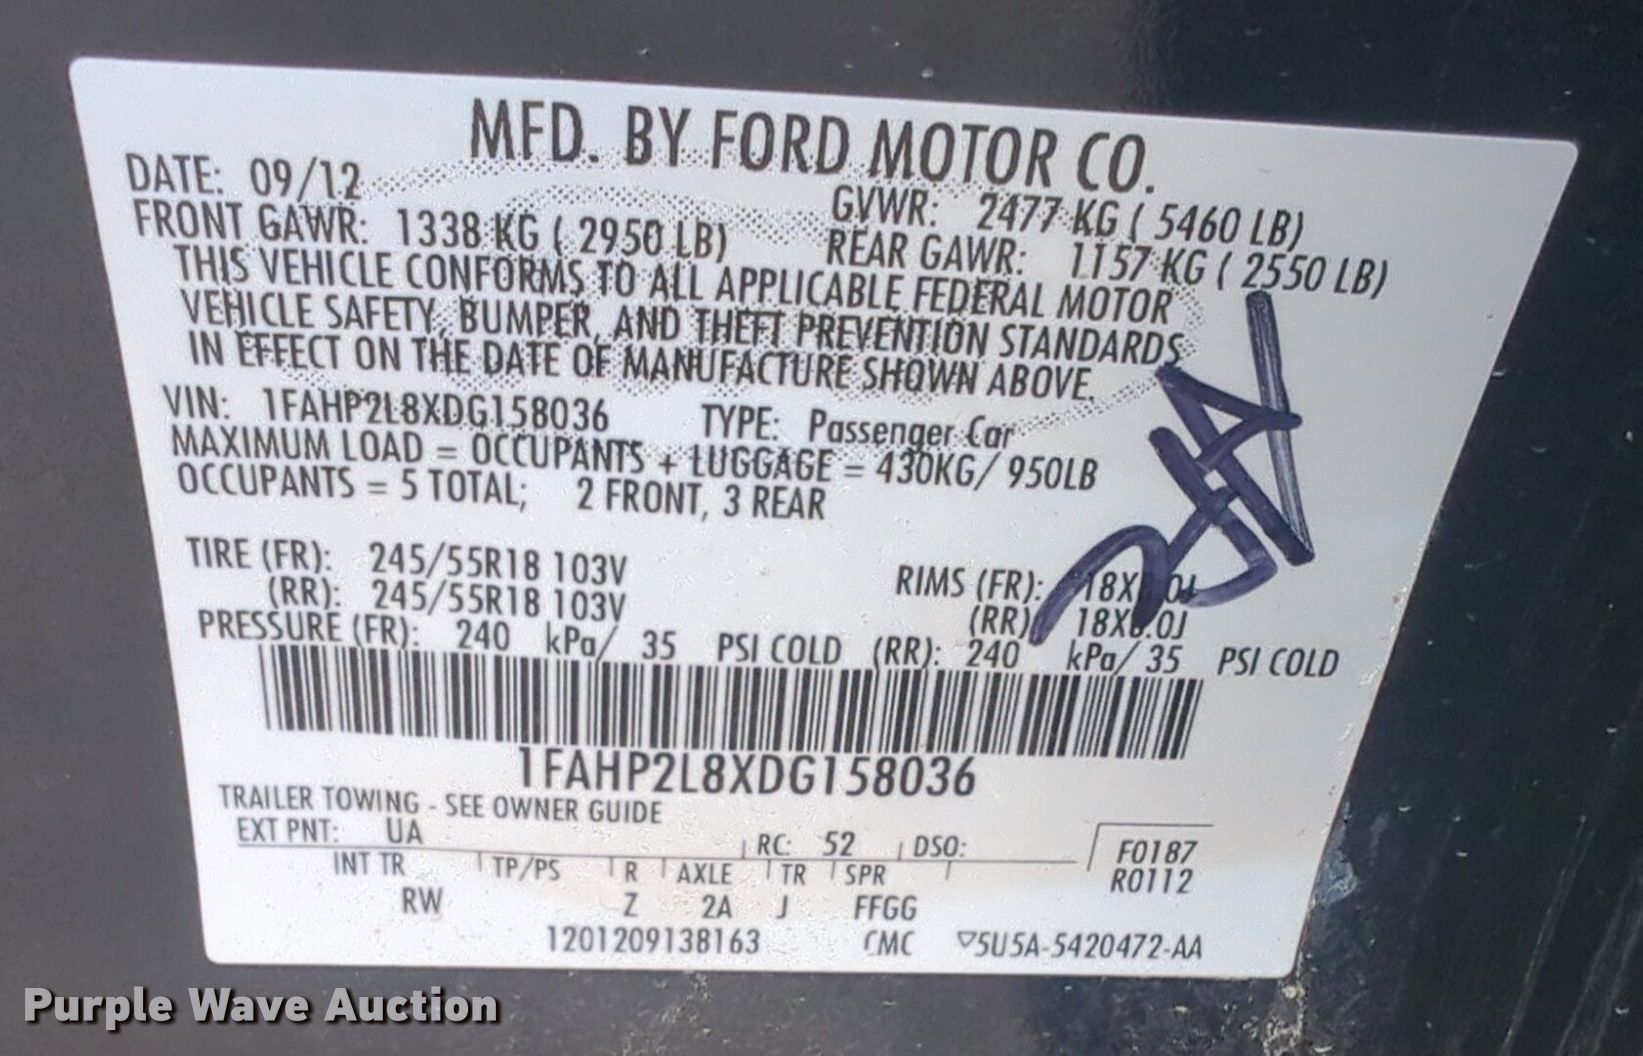 MFD. BY FORD MOTOR CO.
DATE: 09/12 GVWR: 2477 KG ( 5460 LB)
FRONT GAWR: 1338 KG ( 2950 LB) REAR GAWR: 1157 KG ( 2550 LB)
THIS VEHICLE CONFORMS TO ALL APPLICABLE FEDERAL MOTOR
VEHICLE SAFETY, BUMPER, AND THEFT PREVENTION STANDARDS
IN EFFECT ON THE DATE OF MANUFACTURE SHOWN ABOVE.
VIN: 1FAHP2L8XDG158036 TYPE: Passenger Car
MAXIMUM LOAD = OCCUPANTS + LUGGAGE = 430KG/ 950LB
OCCUPANTS = 5 TOTAL; 2 FRONT, 3 REAR
TIRE (FR): 245/55R18 103V RIMS (FR):
(RR): 245/55R18 103V (RR)
PRESSURE (FR): 240 kPa/ 35 PSI COLD (RR): 240 kPa/ 35 PSI COLD
1FAHP2L8XDG158036
TRAILER TOWING - SEE OWNER GUIDE
EXT PNT: UA RC: 52 DSO: F0187
INT TR TP/PS R AXLE TR SPR R0112
RW Z 2A J FFGG
1201209138163 CMC ▽5U5A-5420472-AA
Purple Wave Auction